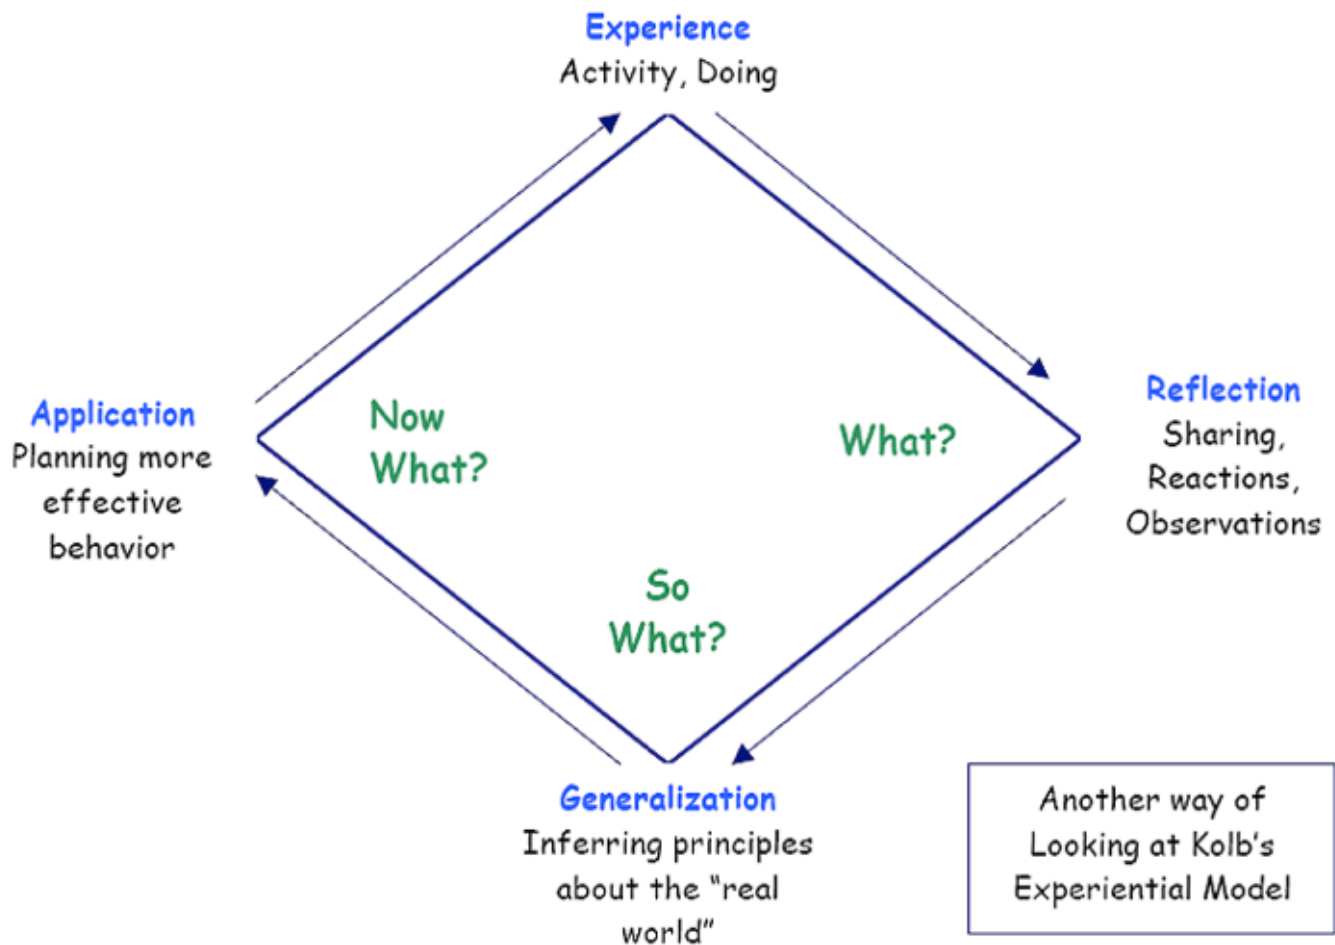 Experience
Activity, Doing
Application
Planning more
effective
behavior
Now
What?
What?
Reflection
Sharing,
Reactions,
Observations
So
What?
Generalization
Inferring principles
about the “real
world”
Another way of
Looking at Kolb’s
Experiential Model